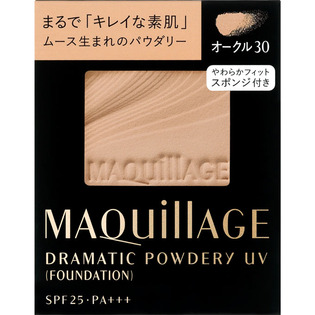 まるで「キレイな素肌」
ムース生まれのパウダリー
オークル30
やわらかフィット
スポンジ付き
MAQuillAGE
MAQuillAGE
DRAMATIC POWDERY UV
(FOUNDATION)
SPF25・PA+++